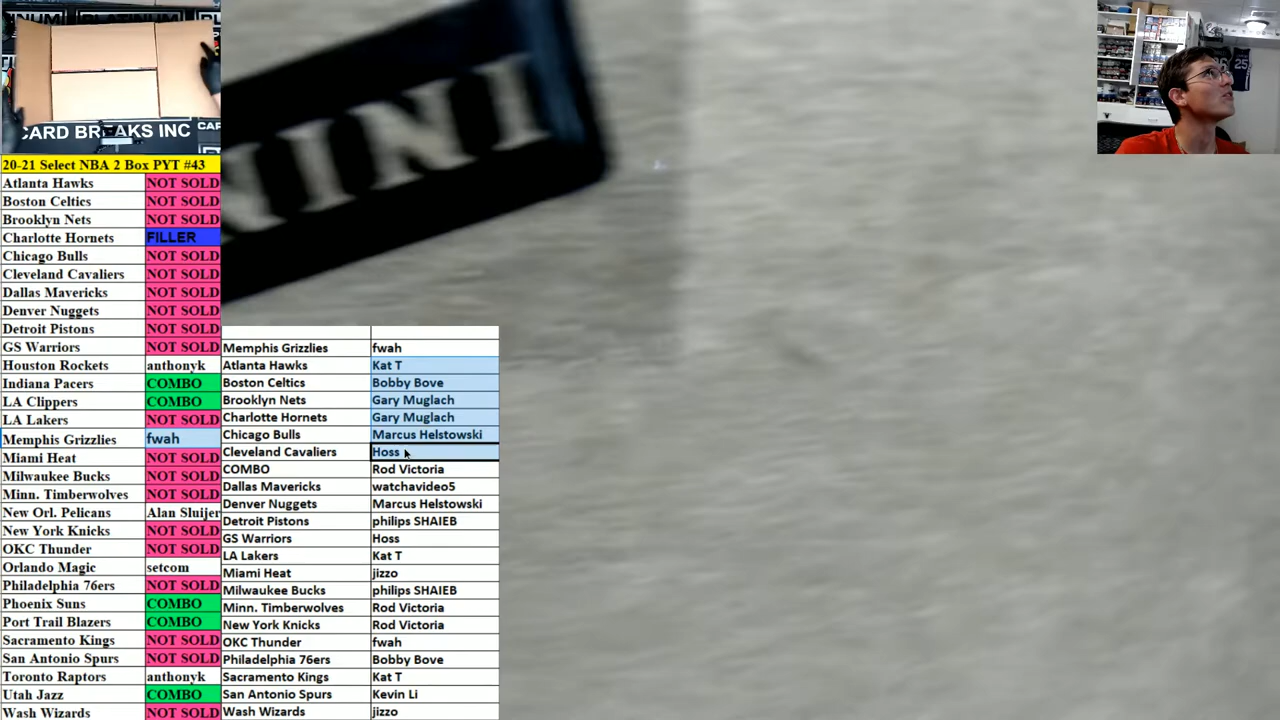 CARD BREAKS INC
20-21 Select NBA 2 Box PYT #43
Atlanta Hawks NOT SOLD
Boston Celtics NOT SOLD
Brooklyn Nets NOT SOLD
Charlotte Hornets FILLER
Chicago Bulls NOT SOLD
Cleveland Cavaliers NOT SOLD
Dallas Mavericks NOT SOLD
Denver Nuggets NOT SOLD
Detroit Pistons NOT SOLD
GS Warriors NOT SOLD
Houston Rockets anthonyk
Indiana Pacers COMBO
LA Clippers COMBO
LA Lakers NOT SOLD
Memphis Grizzlies fwah
Miami Heat NOT SOLD
Milwaukee Bucks NOT SOLD
Minn. Timberwolves NOT SOLD
New Orl. Pelicans Alan Sluijer
New York Knicks NOT SOLD
OKC Thunder NOT SOLD
Orlando Magic setcom
Philadelphia 76ers NOT SOLD
Phoenix Suns COMBO
Port Trail Blazers COMBO
Sacramento Kings NOT SOLD
San Antonio Spurs NOT SOLD
Toronto Raptors anthonyk
Utah Jazz COMBO
Wash Wizards NOT SOLD
Memphis Grizzlies fwah
Atlanta Hawks Kat T
Boston Celtics Bobby Bove
Brooklyn Nets Gary Muglach
Charlotte Hornets Gary Muglach
Chicago Bulls Marcus Helstowski
Cleveland Cavaliers Hoss
COMBO Rod Victoria
Dallas Mavericks watchavideo5
Denver Nuggets Marcus Helstowski
Detroit Pistons philips SHAIEB
GS Warriors Hoss
LA Lakers Kat T
Miami Heat jizzo
Milwaukee Bucks philips SHAIEB
Minn. Timberwolves Rod Victoria
New York Knicks Rod Victoria
OKC Thunder fwah
Philadelphia 76ers Bobby Bove
Sacramento Kings Kat T
San Antonio Spurs Kevin Li
Wash Wizards jizzo
25